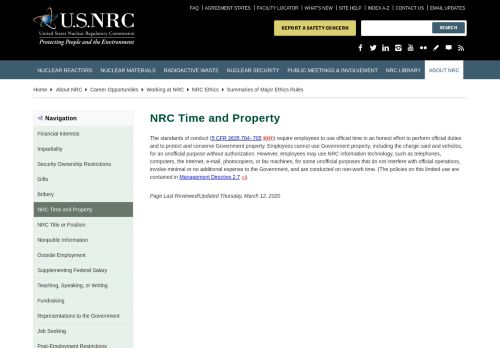 FAQ | AGREEMENT STATES | FACILITY LOCATOR | WHAT'S NEW | SITE HELP | INDEX A-Z | CONTACT US | EMAIL UPDATES
U.S.NRC
United States Nuclear Regulatory Commission
Protecting People and the Environment
REPORT A SAFETY CONCERN
SEARCH
NUCLEAR REACTORS NUCLEAR MATERIALS RADIOACTIVE WASTE NUCLEAR SECURITY PUBLIC MEETINGS & INVOLVEMENT NRC LIBRARY ABOUT NRC
Home > About NRC > Career Opportunities > Working at NRC > NRC Ethics > Summaries of Major Ethics Rules
Navigation
Financial Interests
Impartiality
Security Ownership Restrictions
Gifts
Bribery
NRC Time and Property
NRC Title or Position
Nonpublic Information
Outside Employment
Supplementing Federal Salary
Teaching, Speaking, or Writing
Fundraising
Representations to the Government
Job Seeking
Post-Employment Restrictions
NRC Time and Property
The standards of conduct (5 CFR 2635.704-.705 EXIT) require employees to use official time in an honest effort to perform official duties
and to protect and conserve Government property. Employees cannot use Government property, including the charge card and vehicles,
for an unofficial purpose without authorization. However, employees may use NRC information technology, such as telephones,
computers, the internet, e-mail, photocopiers, or fax machines, for some unofficial purposes that do not interfere with official operations,
involve minimal or no additional expense to the Government, and are conducted on non-work time. (The policies on this limited use are
contained in Management Directive 2.7 .)
Page Last Reviewed/Updated Thursday, March 12, 2020